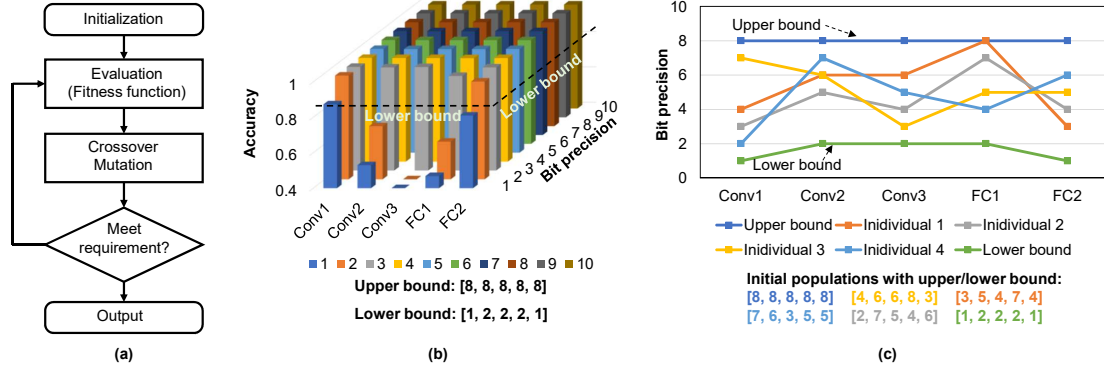 Initialization
Evaluation
(Fitness function)
Crossover
Mutation
Meet
requirement?
Output
(a)
Accuracy
1
0.8
0.6
0.4
Lower bound
Lower bound
Conv1
Conv2
Conv3
FC1
FC2
1 2 3 4 5 6 7 8 9 10
Bit precision
1 2 3 4 5 6 7 8 9 10
Upper bound: [8, 8, 8, 8, 8]
Lower bound: [1, 2, 2, 2, 1]
(b)
Bit precision
10
8
6
4
2
0
Upper bound
Lower bound
Conv1 Conv2 Conv3 FC1 FC2
Upper bound Inidividual 1 Inidividual 2
Inidividual 3 Inidividual 4 Lower bound
Initial populations with upper/lower bound:
[8, 8, 8, 8, 8] [4, 6, 6, 8, 3] [3, 5, 4, 7, 4]
[7, 6, 3, 5, 5] [2, 7, 5, 4, 6] [1, 2, 2, 2, 1]
(c)